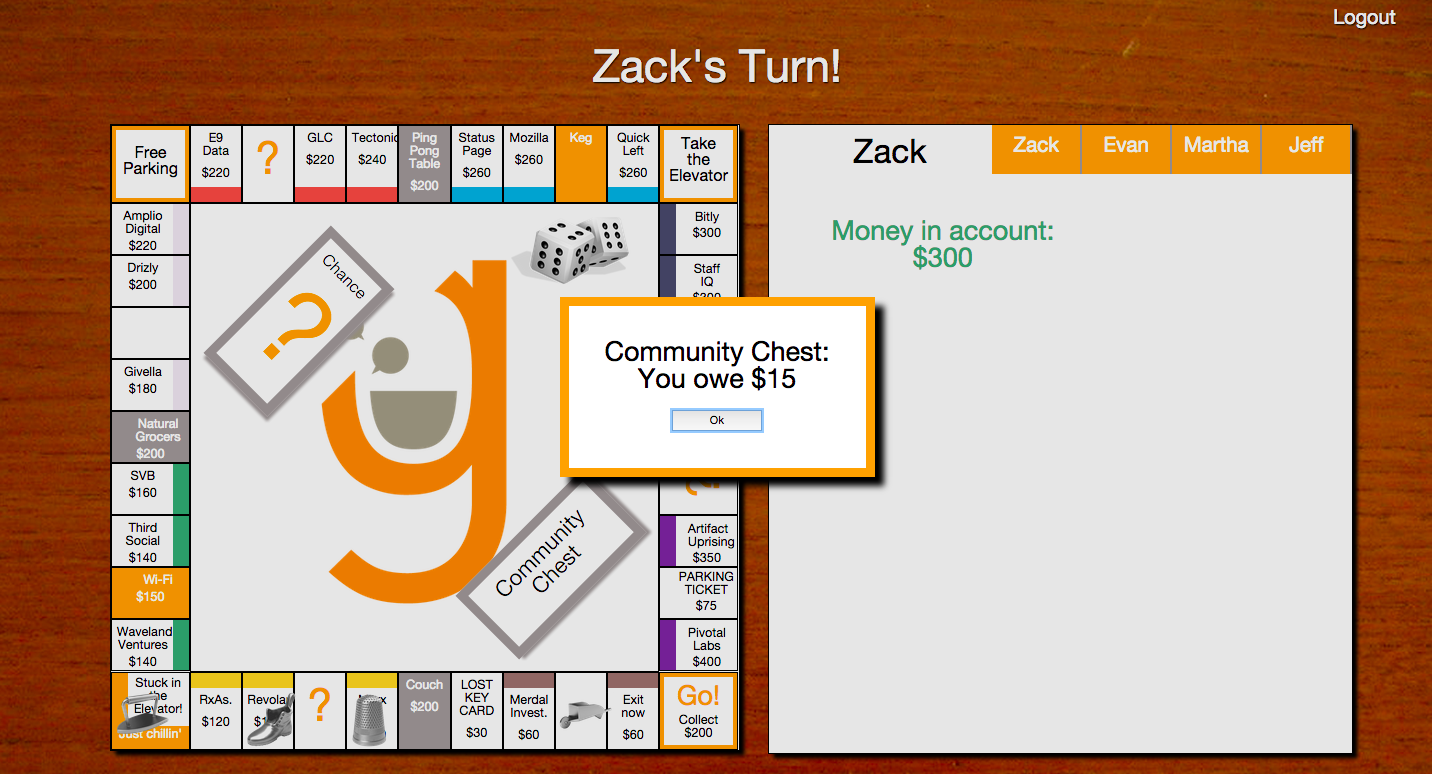 Logout
Zack's Turn!
Free
Parking
E9
Data
$220
?
GLC
$220
Tectonic
$240
Ping
Pong
Table
$200
Status
Page
$260
Mozilla
$260
Keg
Quick
Left
$260
Take
the
Elevator
Amplio
Digital
$220
Drizly
$200
Givella
$180
Natural
Grocers
$200
SVB
$160
Third
Social
$140
Wi-Fi
$150
Waveland
Ventures
$140
Chance
?
Community
Chest
Bitly
$300
Staff
IQ
$300
Artifact
Uprising
$350
PARKING
TICKET
$75
Pivotal
Labs
$400
Stuck in
the
Elevator!
Just chillin'
RxAs.
$120
Revola
?
Couch
$200
LOST
KEY
CARD
$30
Merdal
Invest.
$60
Exit
now
$60
Go!
Collect
$200
Community Chest:
You owe $15
Ok
Zack
Zack
Evan
Martha
Jeff
Money in account:
$300